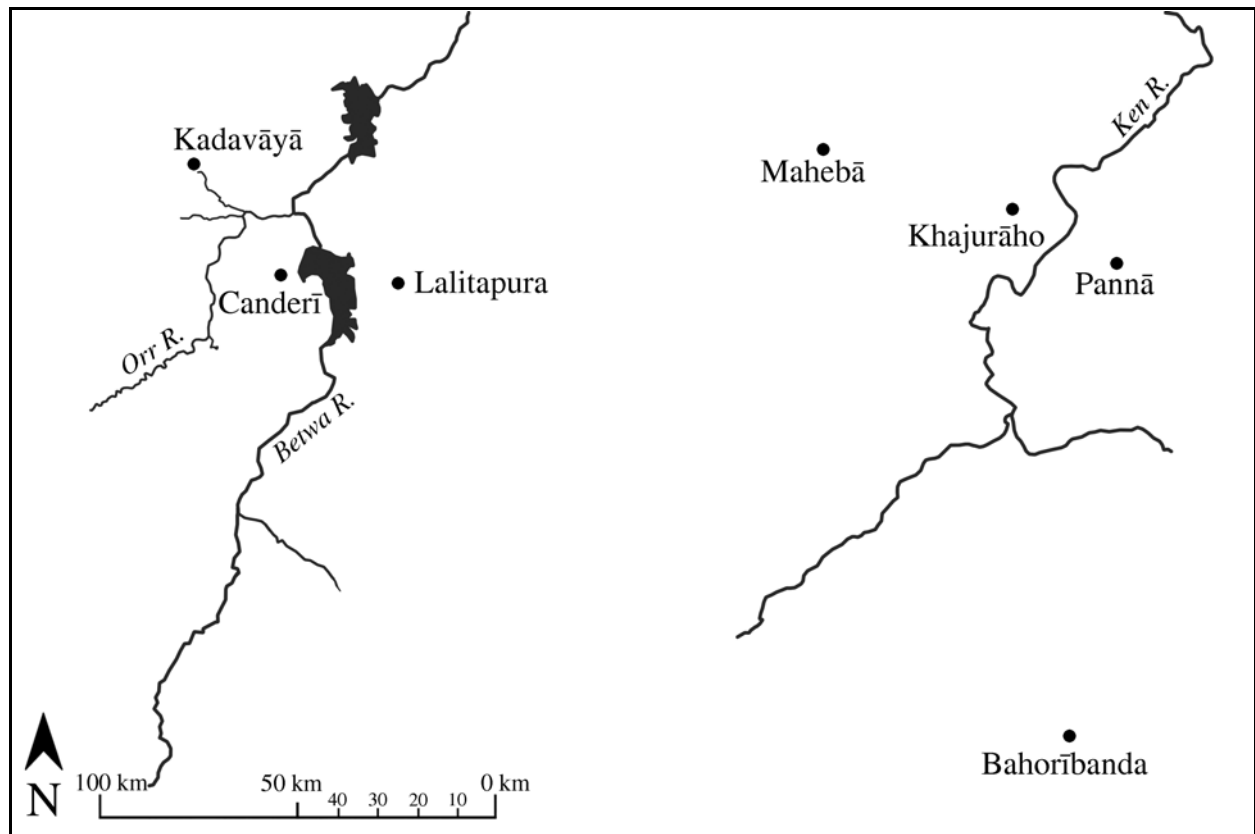 Ken R.
Kadavāyā
Mahebā
Khajurāho
Pannā
Canderī
Lalitapura
Orr R.
Betwa R.
Bahorībanda
N
100 km 50 km 40 30 20 10 0 km